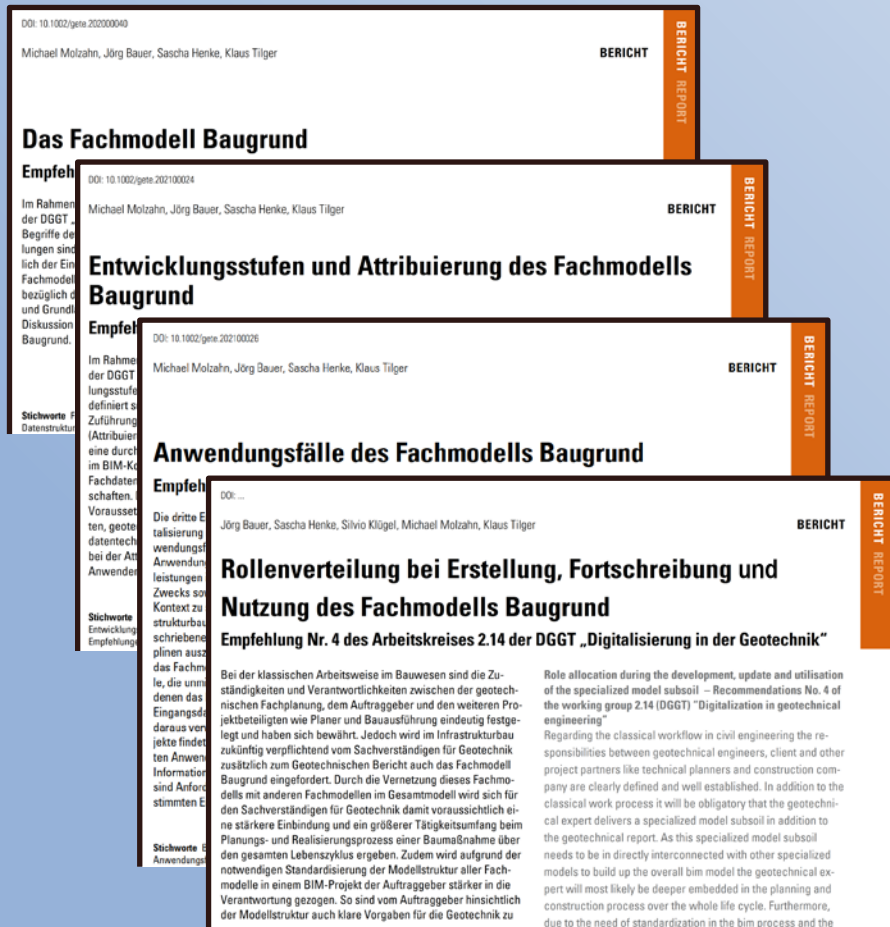 DOI: 10.1002/gete.202000040
Michael Molzahn, Jörg Bauer, Sascha Henke, Klaus Tilger
BERICHT
BERICHT REPORT
Das Fachmodell Baugrund
Empfeh
Im Rahmen
der DGGT „
Begriffe de
lungen sind
lich der Ein
Fachmodel
bezüglich d
und Grundl
Diskussion
Baugrund.
Stichworte F
Datenstruktur
DOI: 10.1002/gete.202100024
Michael Molzahn, Jörg Bauer, Sascha Henke, Klaus Tilger
BERICHT
BERICHT REPORT
Entwicklungsstufen und Attribuierung des Fachmodells
Baugrund
Empfeh
Im Rahme
der DGGT
lungsstufe
definiert s
Zuführung
(Attribuier
eine durch
im BIM-Ko
Fachdaten
schaften.
Vorausset
ten, geote
datentech
bei der Att
Anwender
Stichworte
Entwicklungs
Empfehlunge
DOI: 10.1002/gete.202100026
Michael Molzahn, Jörg Bauer, Sascha Henke, Klaus Tilger
BERICHT
BERICHT REPORT
Anwendungsfälle des Fachmodells Baugrund
Empfeh
Die dritte E
talisierung
wendungsf
Anwendun
leistungen
Zwecks sov
Kontext zu
strukturbau
schriebene
plinen ausz
das Fachm
le, die unmi
denen das
Eingangsda
daraus ver
jekte findet
ten Anwen
Information
sind Anford
stimmten E
Stichworte B
Anwendungsf
DOI: ...
Jörg Bauer, Sascha Henke, Silvio Klügel, Michael Molzahn, Klaus Tilger
BERICHT
BERICHT REPORT
Rollenverteilung bei Erstellung, Fortschreibung und
Nutzung des Fachmodells Baugrund
Empfehlung Nr. 4 des Arbeitskreises 2.14 der DGGT „Digitalisierung in der Geotechnik“
Bei der klassischen Arbeitsweise im Bauwesen sind die Zu-
ständigkeiten und Verantwortlichkeiten zwischen der geotech-
nischen Fachplanung, dem Auftraggeber und den weiteren Pro-
jektbeteiligten wie Planer und Bauausführung eindeutig festge-
legt und haben sich bewährt. Jedoch wird im Infrastrukturbau
zukünftig verpflichtend vom Sachverständigen für Geotechnik
zusätzlich zum Geotechnischen Bericht auch das Fachmodell
Baugrund eingefordert. Durch die Vernetzung dieses Fachmo-
dells mit anderen Fachmodellen im Gesamtmodell wird sich für
den Sachverständigen für Geotechnik damit voraussichtlich ei-
ne stärkere Einbindung und ein größerer Tätigkeitsumfang beim
Planungs- und Realisierungsprozess einer Baumaßnahme über
den gesamten Lebenszyklus ergeben. Zudem wird aufgrund der
notwendigen Standardisierung der Modellstruktur aller Fach-
modelle in einem BIM-Projekt der Auftraggeber stärker in die
Verantwortung gezogen. So sind vom Auftraggeber hinsichtlich
der Modellstruktur auch klare Vorgaben für die Geotechnik zu
Role allocation during the development, update and utilisation
of the specialized model subsoil – Recommendations No. 4 of
the working group 2.14 (DGGT) "Digitalization in geotechnical
engineering"
Regarding the classical workflow in civil engineering the re-
sponsibilities between geotechnical engineers, client and other
project partners like technical planners and construction com-
pany are clearly defined and well established. In addition to the
classical work process it will be obligatory that the geotechni-
cal expert delivers a specialized model subsoil in addition to
the geotechnical report. As this specialized model subsoil
needs to be in directly interconnected with other specialized
models to build up the overall bim model the geotechnical ex-
pert will most likely be deeper embedded in the planning and
construction process over the whole life cycle. Furthermore,
due to the need of standardization in the bim process and the